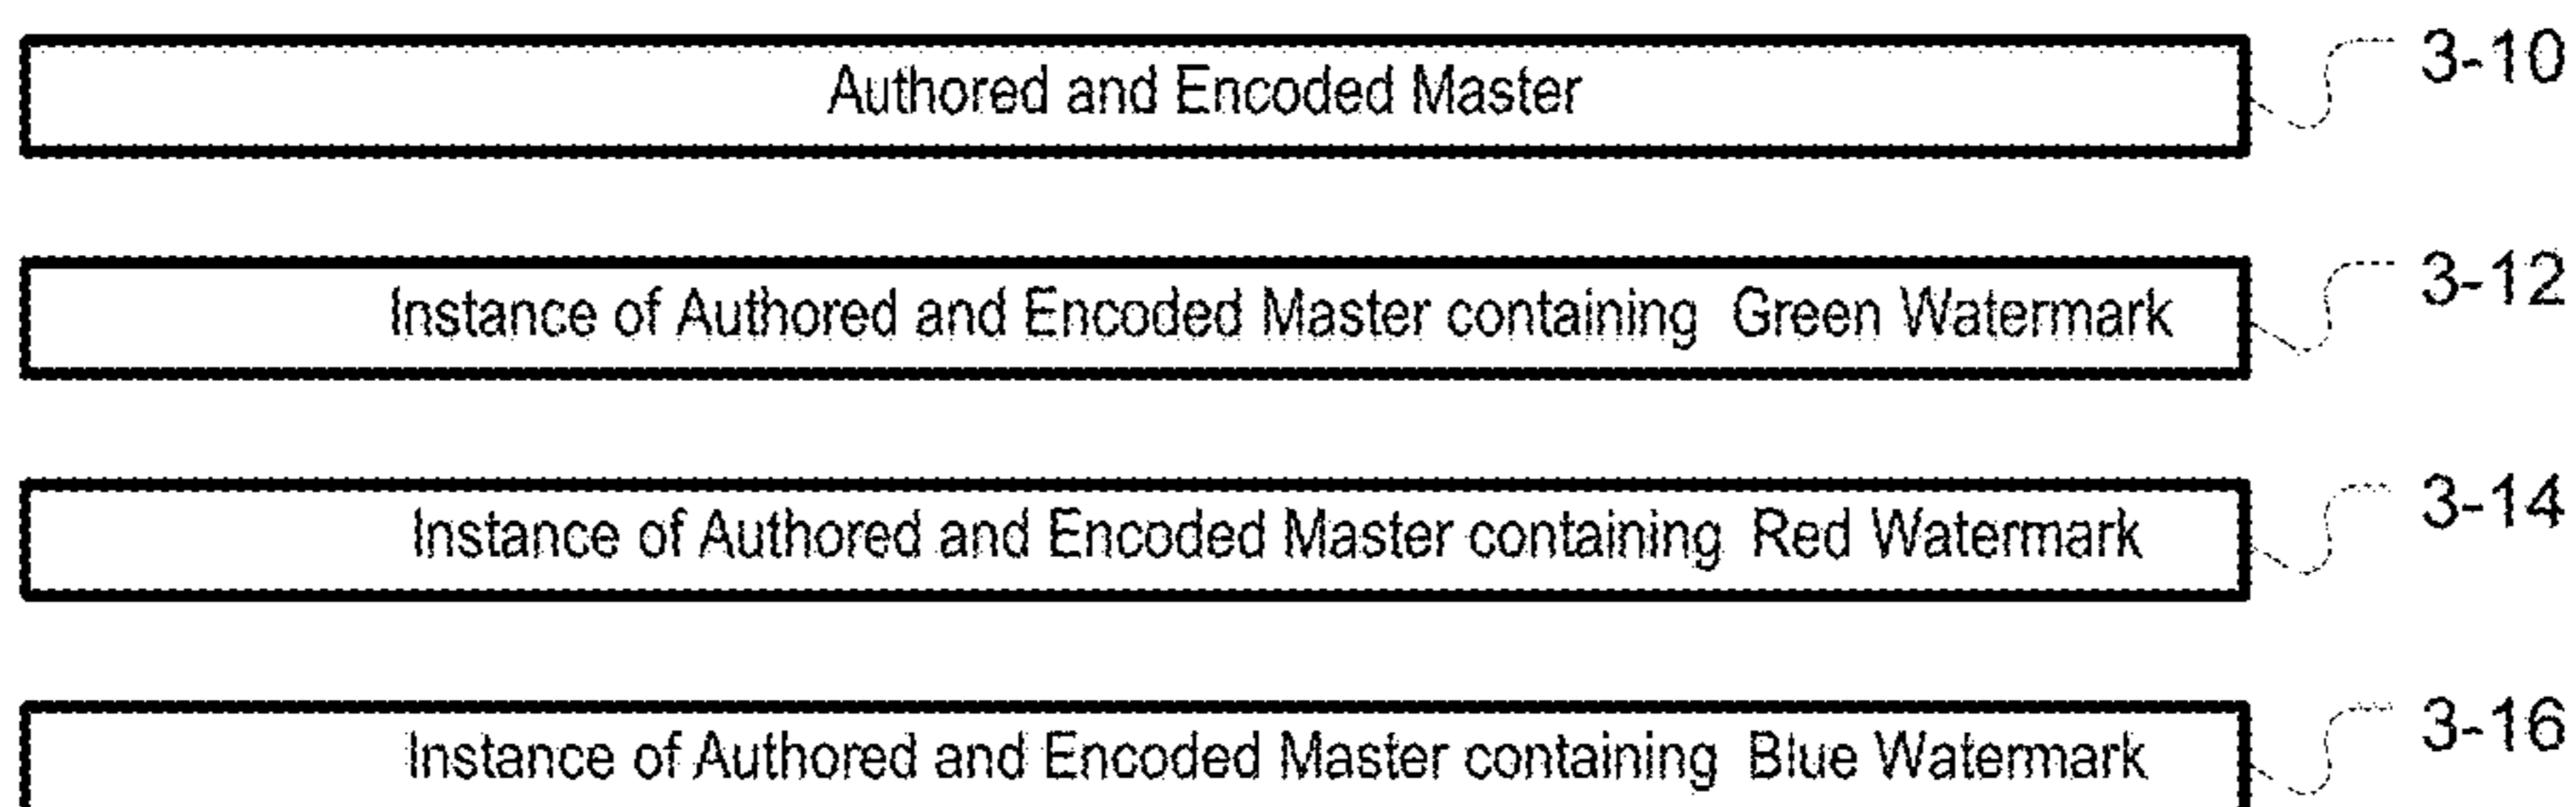 Authored and Encoded Master 3-10
Instance of Authored and Encoded Master containing Green Watermark 3-12
Instance of Authored and Encoded Master containing Red Watermark 3-14
Instance of Authored and Encoded Master containing Blue Watermark 3-16